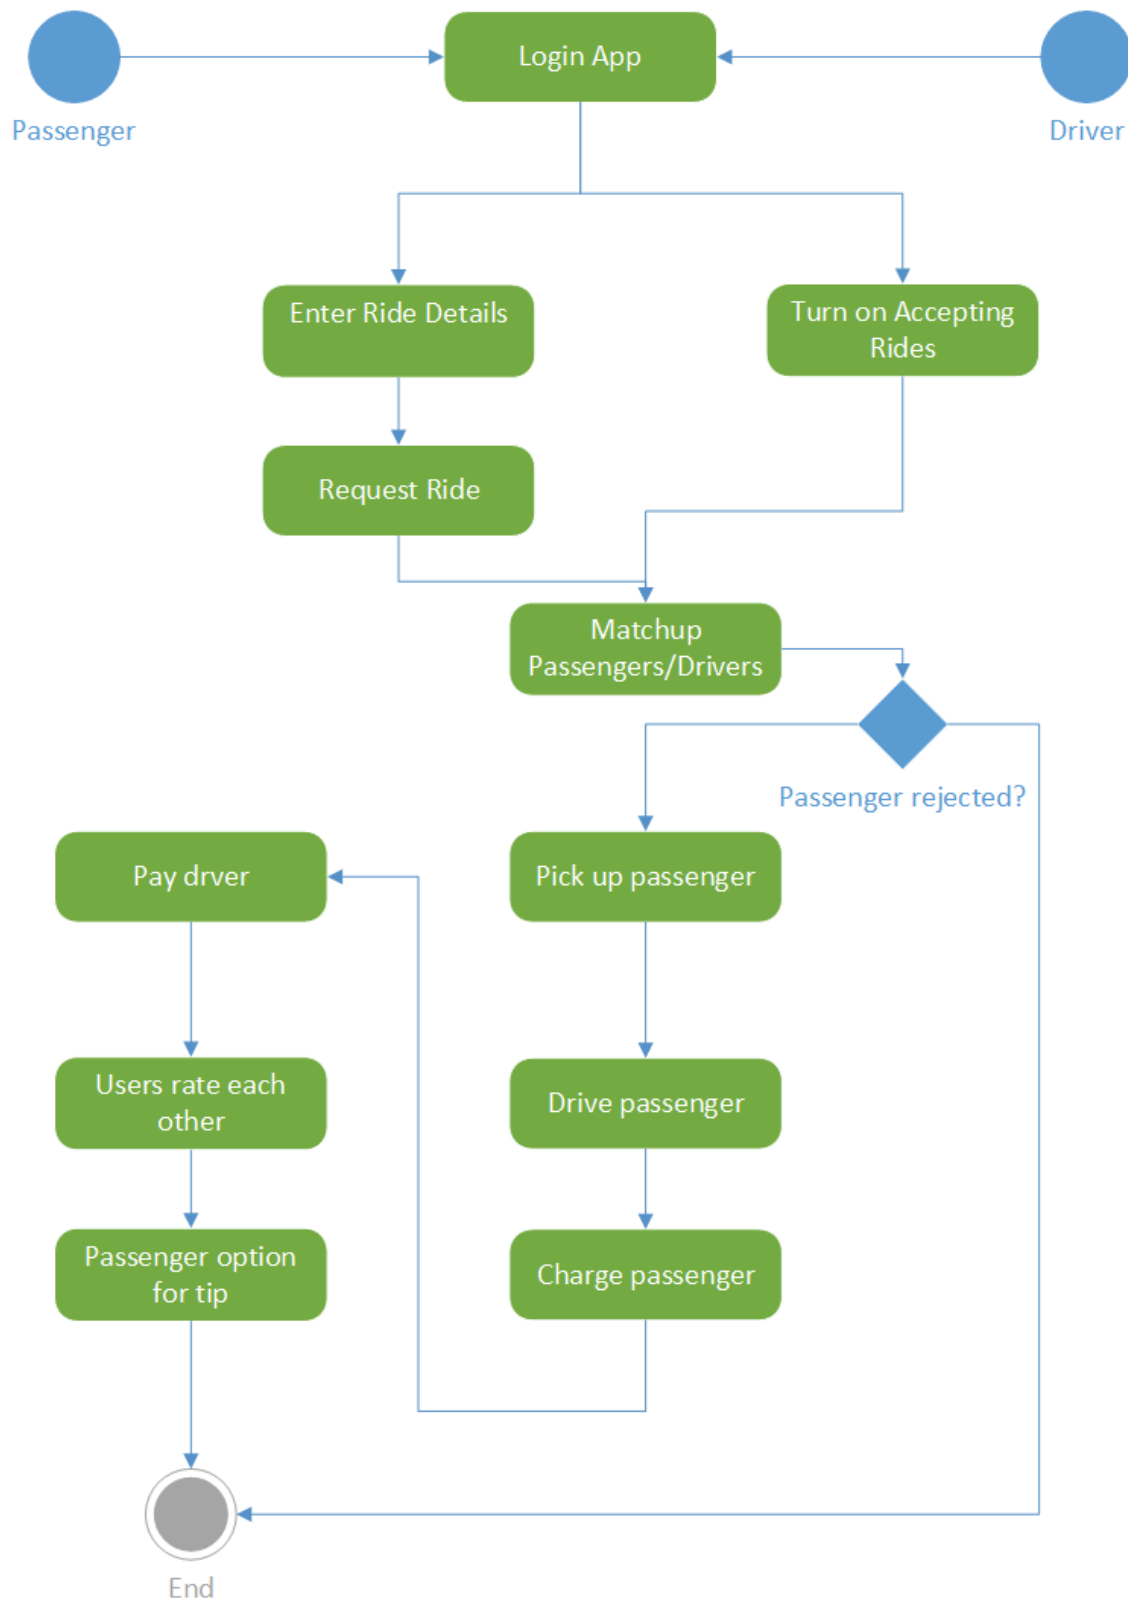 Login App
Passenger
Driver
Enter Ride Details
Turn on Accepting
Rides
Request Ride
Matchup
Passengers/Drivers
Passenger rejected?
Pay drver
Pick up passenger
Users rate each
other
Drive passenger
Passenger option
for tip
Charge passenger
End